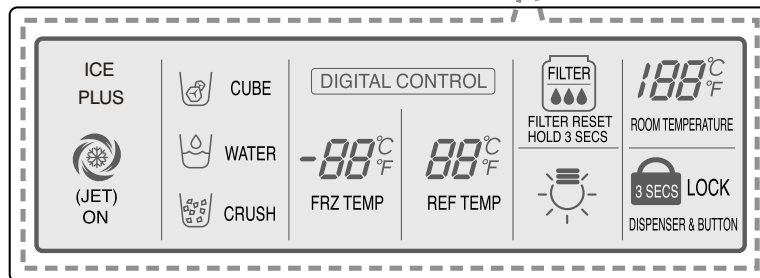 ICE
PLUS
(JET)
ON
CUBE
WATER
CRUSH
DIGITAL CONTROL
-88°C
°F
FRZ TEMP
88°C
°F
REF TEMP
FILTER
FILTER RESET
HOLD 3 SECS
188°C
°F
ROOM TEMPERATURE
3 SECS LOCK
DISPENSER & BUTTON